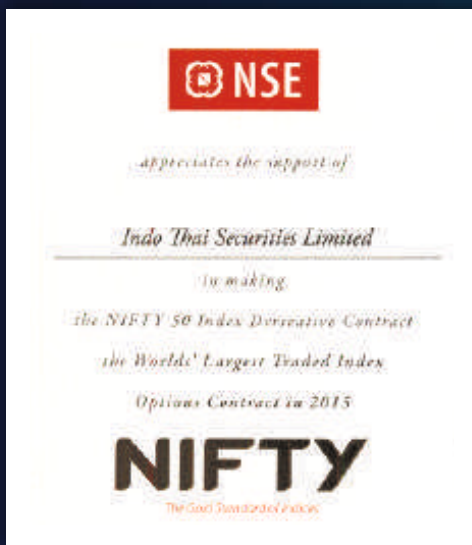 NSE
appreciates the support of
Indo Thai Securities Limited
in making
the NIFTY 50 Index Derivative Contract
the Worlds' Largest Traded Index
Options Contract in 2015
NIFTY
The Gold Standard of Indices